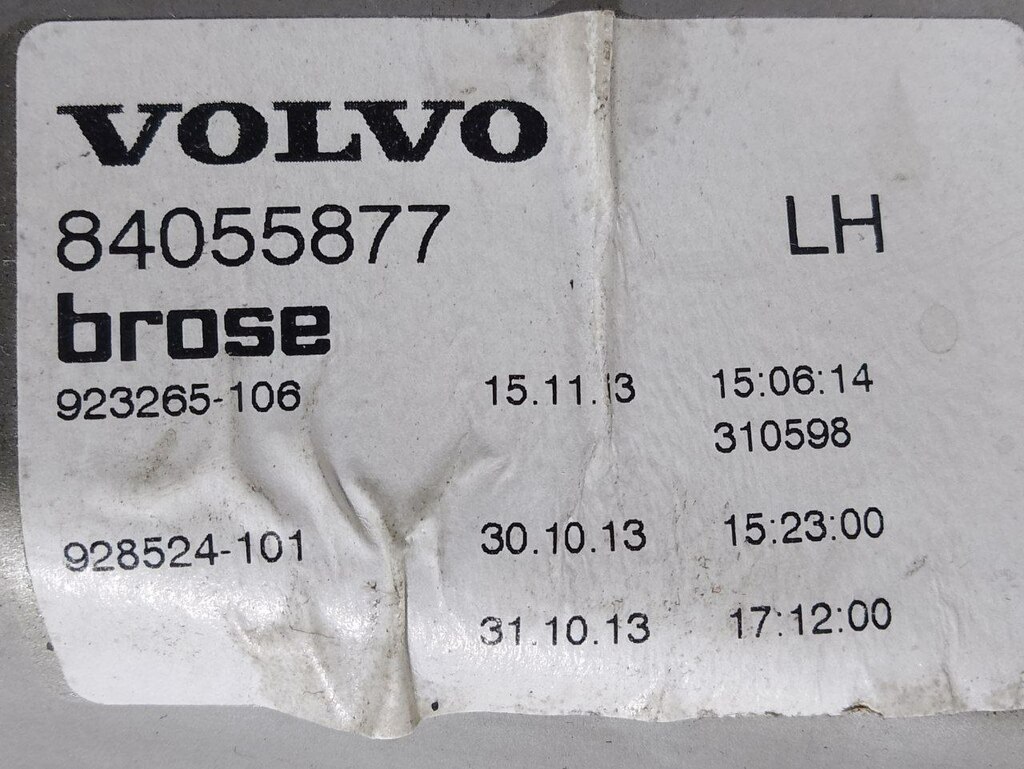 VOLVO
84055877 LH
brose
923265-106 15.11.13 15:06:14
310598
928524-101 30.10.13 15:23:00
31.10.13 17:12:00